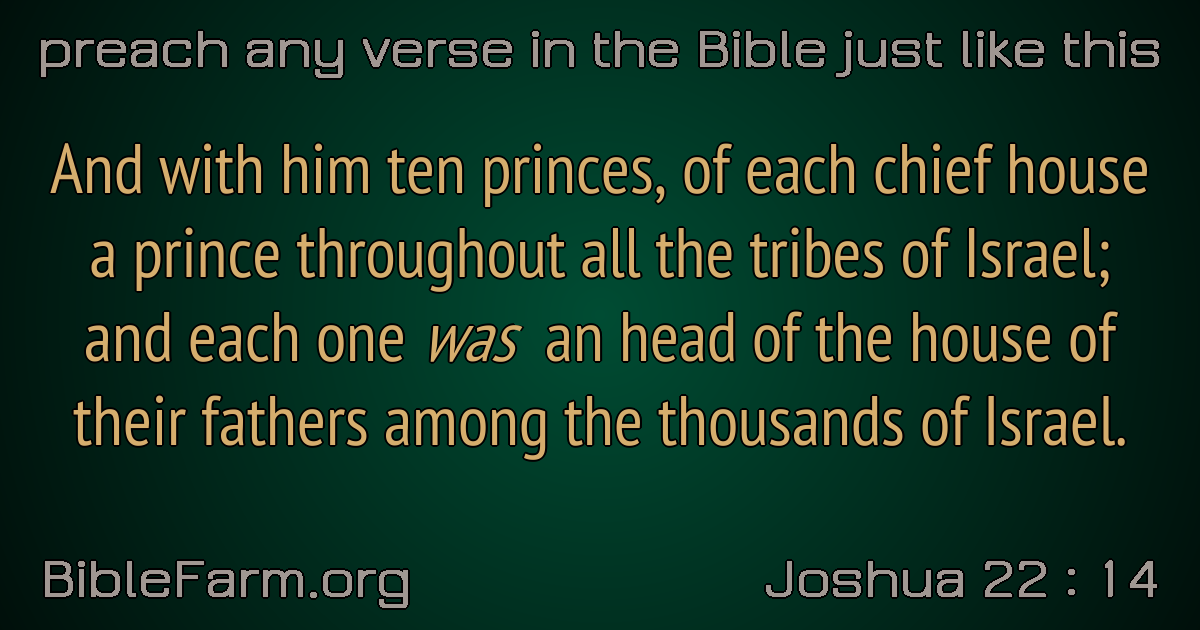 preach any verse in the Bible just like this
And with him ten princes, of each chief house
a prince throughout all the tribes of Israel;
and each one was an head of the house of
their fathers among the thousands of Israel.
BibleFarm.org
Joshua 22 : 14